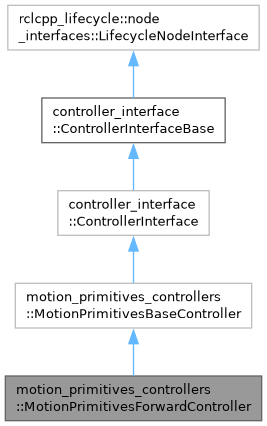 rclcpp_lifecycle::node
_interfaces::LifecycleNodeInterface
controller_interface
::ControllerInterfaceBase
controller_interface
::ControllerInterface
motion_primitives_controllers
::MotionPrimitivesBaseController
motion_primitives_controllers
::MotionPrimitivesForwardController